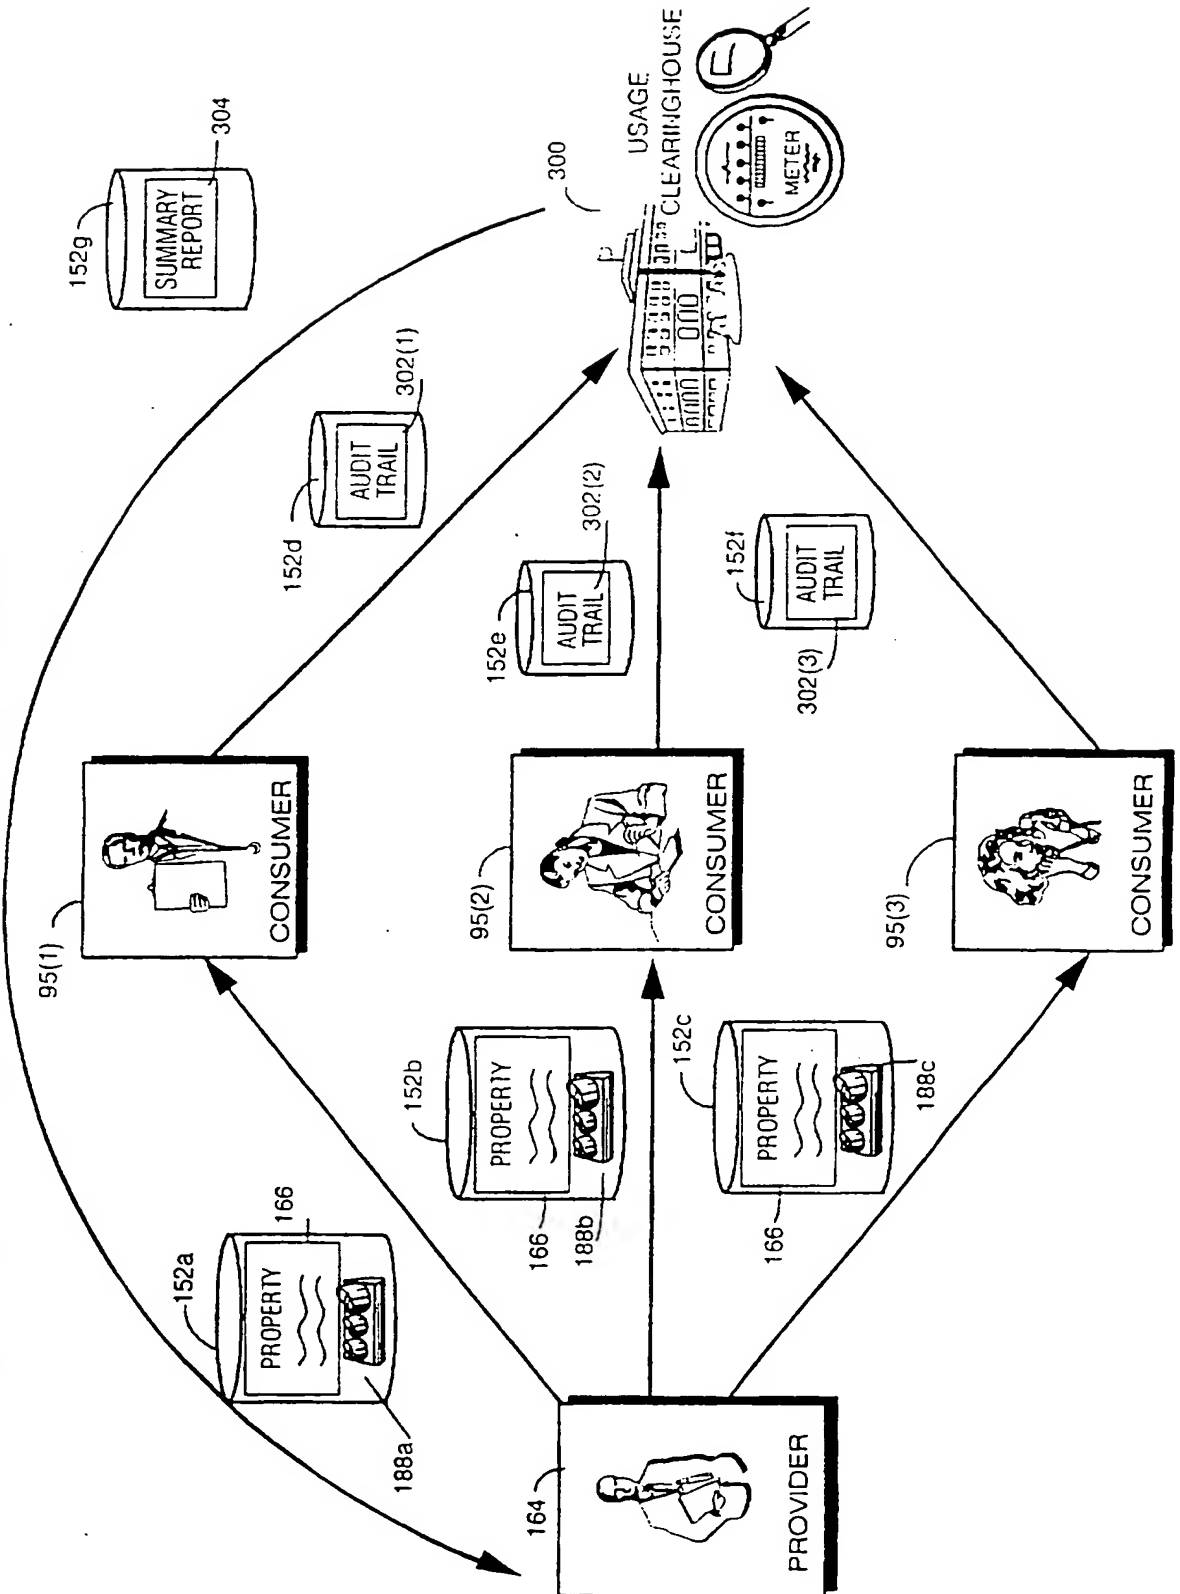 152g
SUMMARY
REPORT
304
300
USAGE
CLEARINGHOUSE
METER
152d
AUDIT
TRAIL
302(1)
152e
AUDIT
TRAIL
302(2)
152f
AUDIT
TRAIL
302(3)
95(1)
CONSUMER
95(2)
CONSUMER
95(3)
CONSUMER
152a
PROPERTY
166
188a
152b
PROPERTY
166
188b
152c
PROPERTY
166
188c
164
PROVIDER